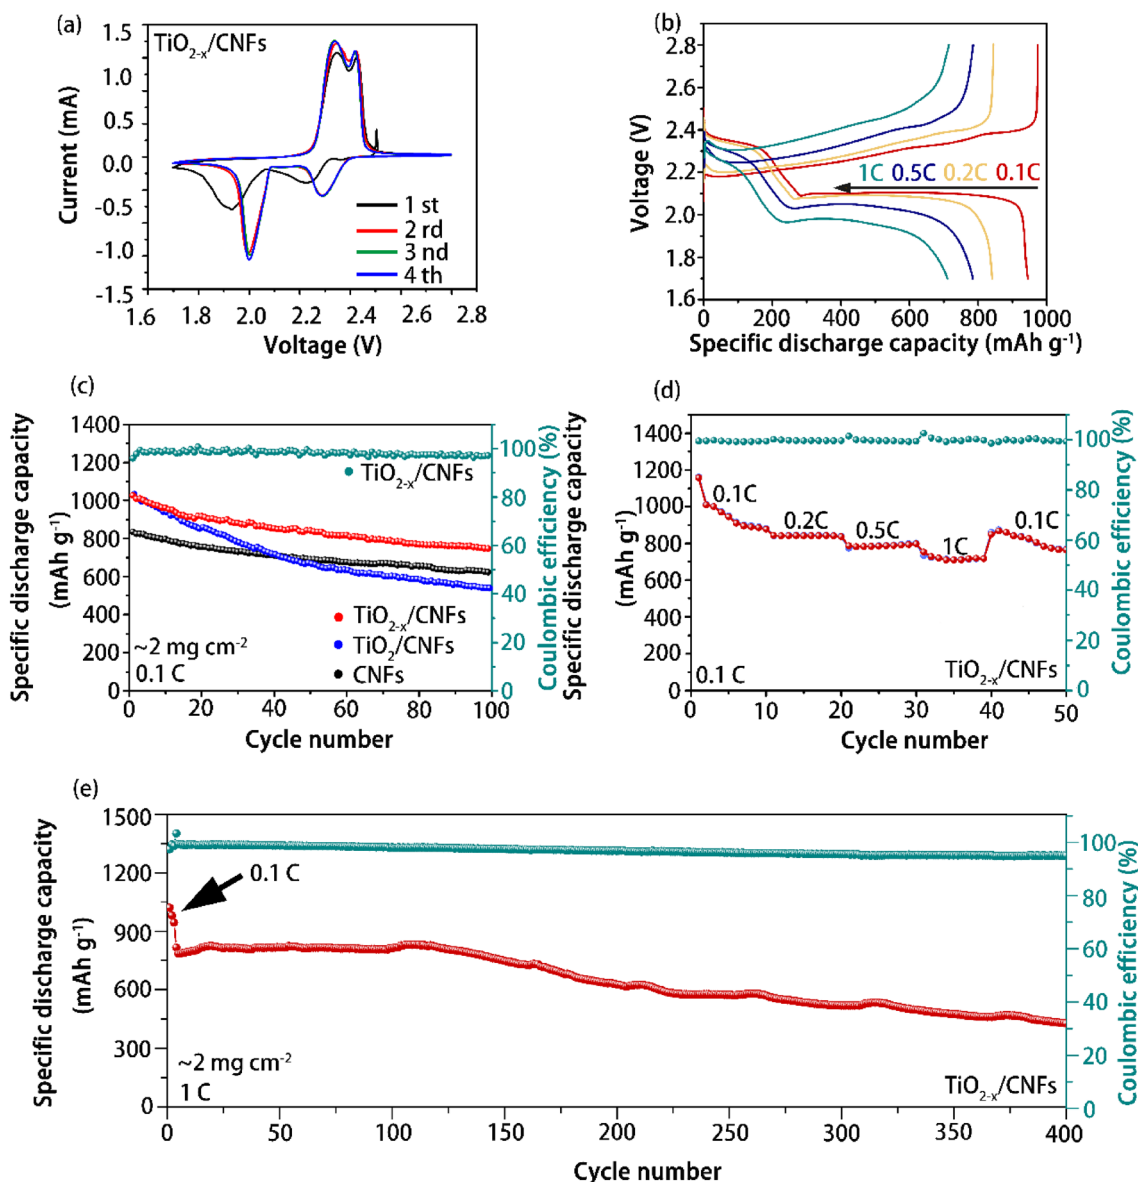 (a)
TiO2-x/CNFs
Current (mA)
1.5
1.0
0.5
0.0
-0.5
-1.0
-1.5
1 st
2 rd
3 nd
4 th
1.6 1.8 2.0 2.2 2.4 2.6 2.8
Voltage (V)
(b)
Voltage (V)
2.8
2.4
2.0
1.6
1C 0.5C 0.2C 0.1C
0 200 400 600 800 1000
Specific discharge capacity (mAh g-1)
(c)
Specific discharge capacity
(mAh g-1)
1400
1200
1000
800
600
400
200
0
TiO2-x/CNFs
TiO2-x/CNFs
TiO2/CNFs
CNFs
~2 mg cm-2
0.1 C
0 20 40 60 80 100
Cycle number
100
80
60
40
20
0
Coulombic efficiency (%)
(d)
Specific discharge capacity
(mAh g-1)
1400
1200
1000
800
600
400
200
0
0.1C
0.2C
0.5C
1C
0.1C
0.1 C
TiO2-x/CNFs
0 10 20 30 40 50
Cycle number
100
80
60
40
20
0
Coulombic efficiency (%)
(e)
Specific discharge capacity
(mAh g-1)
1500
1200
900
600
300
0
0.1 C
~2 mg cm-2
1 C
TiO2-x/CNFs
0 50 100 150 200 250 300 350 400
Cycle number
100
80
60
40
20
0
Coulombic efficiency (%)